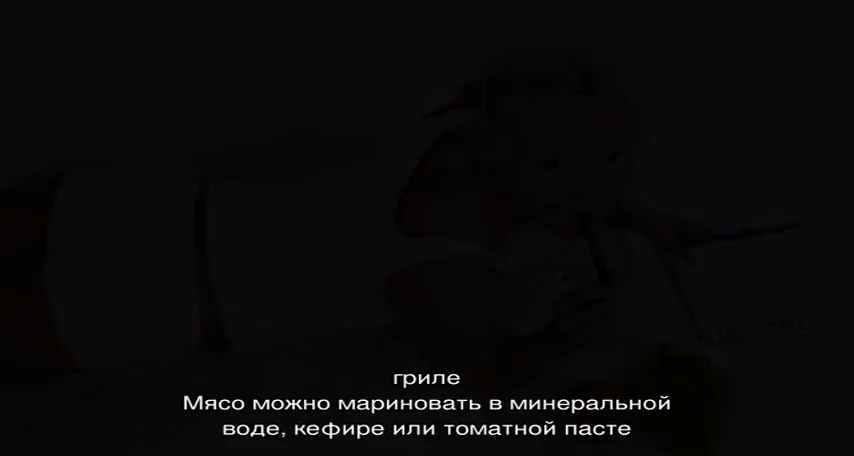 гриле
Мясо можно мариновать в минеральной
воде, кефире или томатной пасте